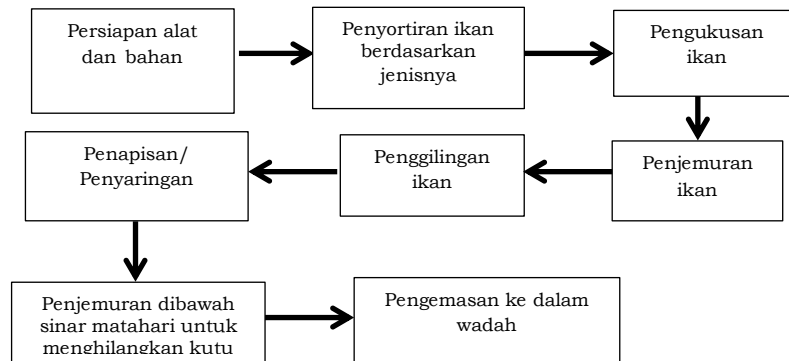 Persiapan alat
dan bahan
Penyortiran ikan
berdasarkan
jenisnya
Pengukusan
ikan
Penjemuran
ikan
Penggilingan
ikan
Penapisan/
Penyaringan
Penjemuran dibawah
sinar matahari untuk
menghilangkan kutu
Pengemasan ke dalam
wadah